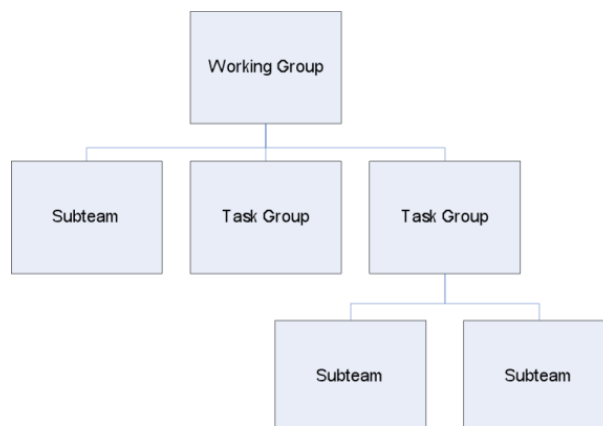 Working Group
Subteam
Task Group
Task Group
Subteam
Subteam